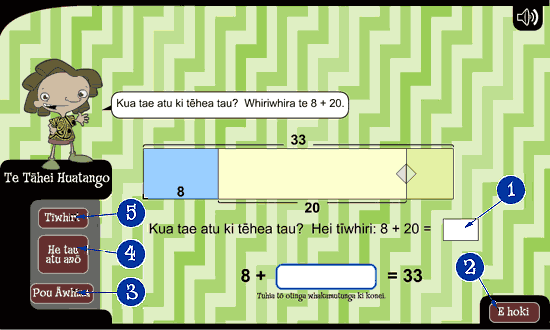 Kua tae atu ki tēhea tau? Whiriwhira te 8 + 20.
33
Te Tāhei Huatango
8
20
Kua tae atu ki tēhea tau? Hei tīwhiri: 8 + 20 =
1
5
Tīwhiri
4
He tau
atu anō
8 + = 33
2
3
Pou Āwhina
Tuhia tō otinga whakamutunga ki konei.
E hoki